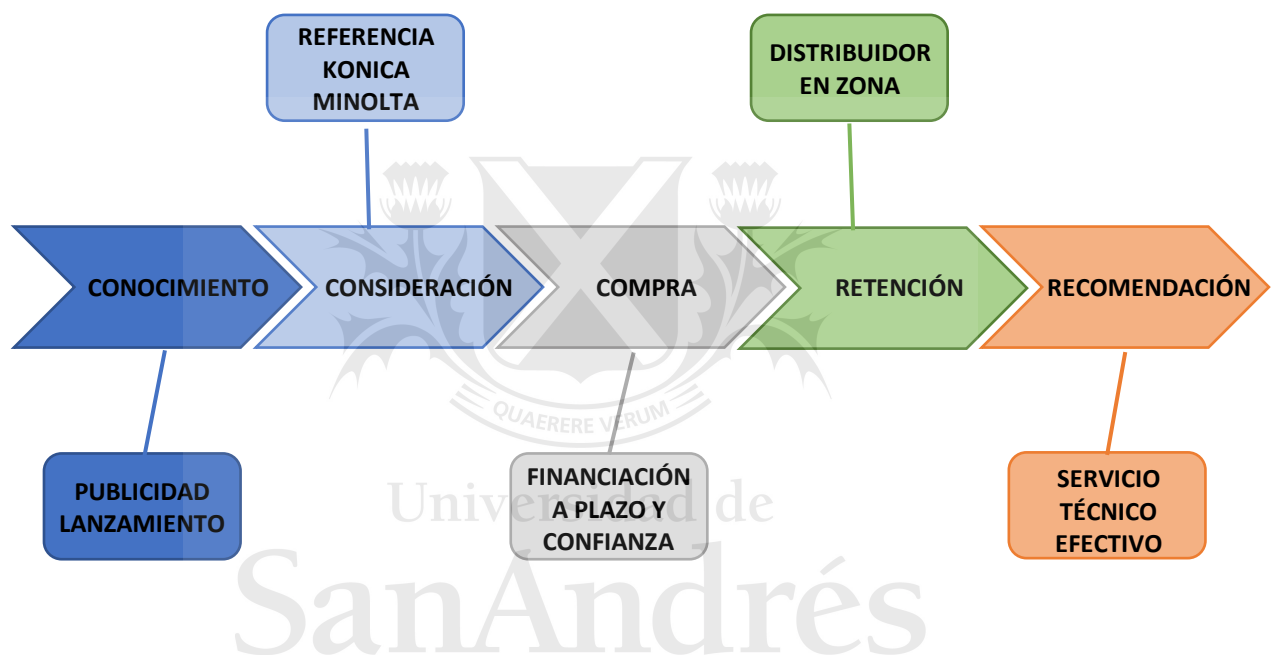 REFERENCIA
KONICA
MINOLTA
DISTRIBUIDOR
EN ZONA
CONOCIMIENTO
CONSIDERACIÓN
COMPRA
RETENCIÓN
RECOMENDACIÓN
QUAERERE VERUM
PUBLICIDAD
LANZAMIENTO
FINANCIACIÓN
A PLAZO Y
CONFIANZA
SERVICIO
TÉCNICO
EFECTIVO
Universidad de
SanAndrés